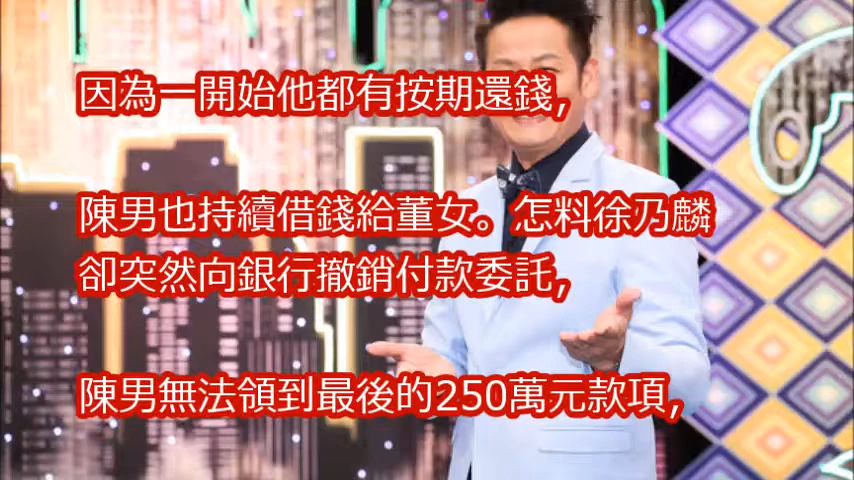 因為一開始他都有按期還錢，
陳男也持續借錢給董女。怎料徐乃麟
卻突然向銀行撤銷付款委託，
陳男無法領到最後的250萬元款項，